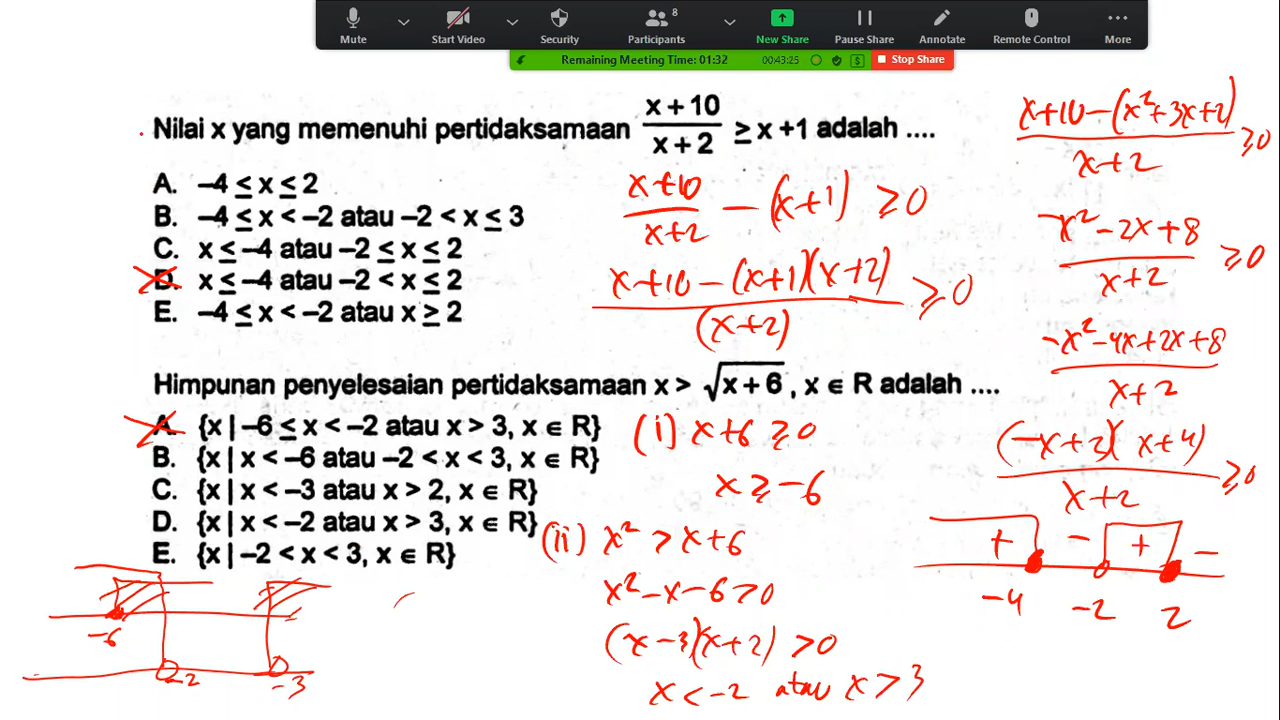 Mute
Start Video
Security
Participants
8
New Share
Pause Share
Annotate
Remote Control
More
Remaining Meeting Time: 01:32
00:43:25
Stop Share
Nilai x yang memenuhi pertidaksamaan (x + 10)/(x + 2) ≥ x +1 adalah ....
A. –4 ≤ x ≤ 2
B. –4 ≤ x < –2 atau –2 < x ≤ 3
C. x ≤ –4 atau –2 ≤ x ≤ 2
D. x ≤ –4 atau –2 < x ≤ 2
E. –4 ≤ x < –2 atau x ≥ 2
(x+10)/(x+2) – (x+1) ≥ 0
(x+10 – (x+1)(x+2))/(x+2) ≥ 0
(x+10 – (x²+3x+2))/(x+2) ≥ 0
(–x² – 2x + 8)/(x+2) ≥ 0
(–x² – 4x + 2x + 8)/(x+2)
(–x+2)(x+4)/(x+2) ≥ 0
+ – + –
–4 –2 2
Himpunan penyelesaian pertidaksamaan x > √(x + 6), x ∈ R adalah ....
A. {x | –6 ≤ x < –2 atau x > 3, x ∈ R}
B. {x | x < –6 atau –2 < x < 3, x ∈ R}
C. {x | x < –3 atau x > 2, x ∈ R}
D. {x | x < –2 atau x > 3, x ∈ R}
E. {x | –2 < x < 3, x ∈ R}
(i) x+6 ≥ 0
x ≥ –6
(ii) x² > x+6
x² – x – 6 > 0
(x – 3)(x + 2) > 0
x < –2 atau x > 3
–6
–2
–3